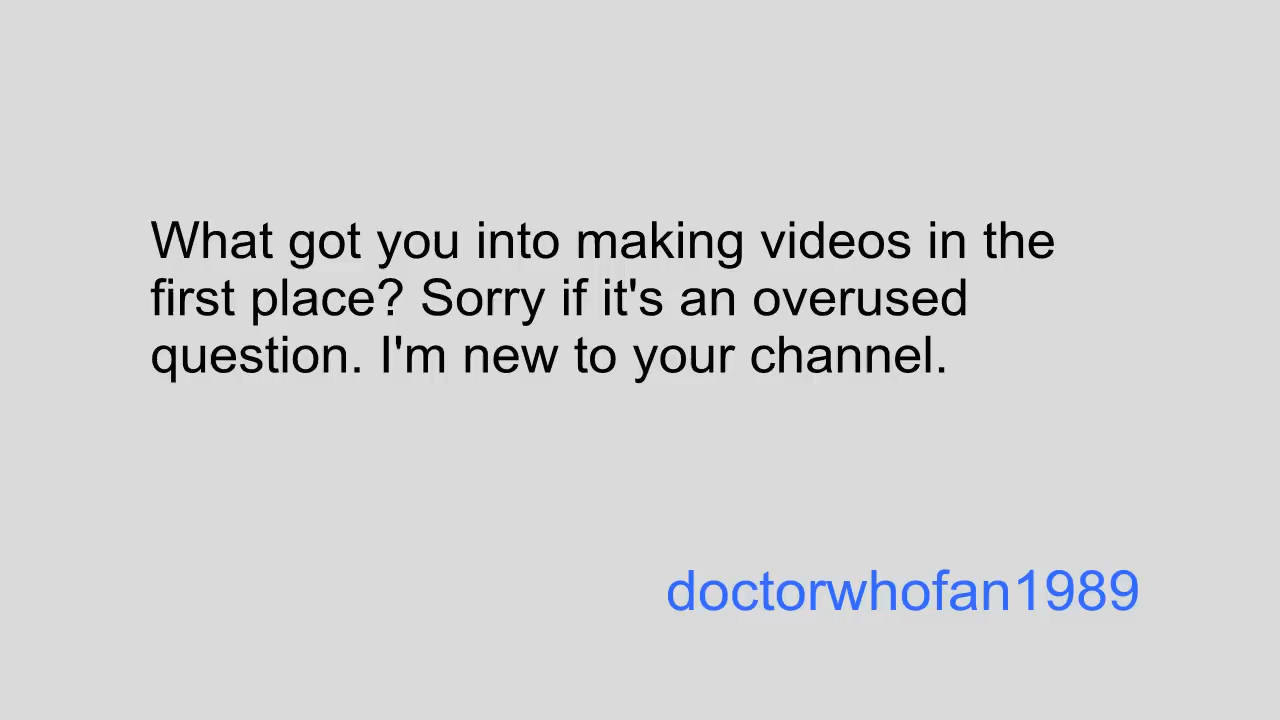 What got you into making videos in the
first place? Sorry if it's an overused
question. I'm new to your channel.
doctorwhofan1989